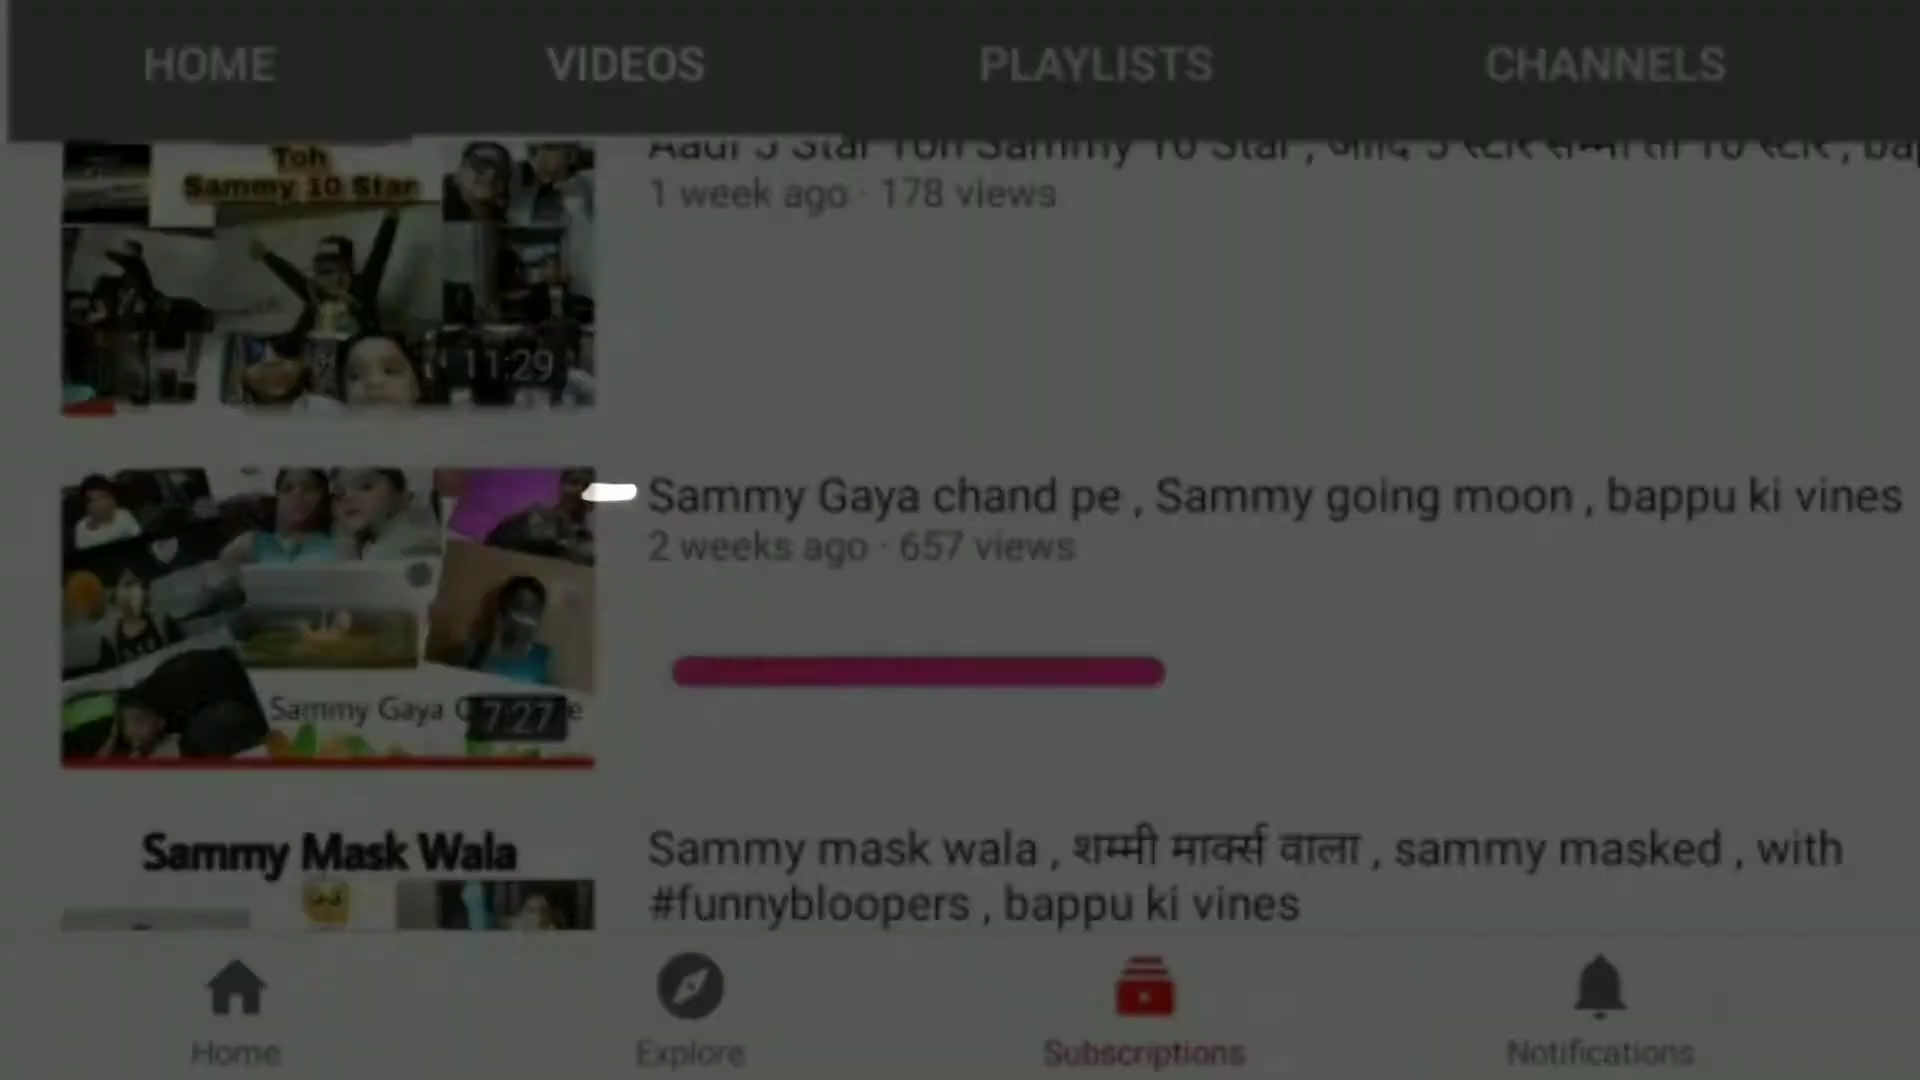 HOME VIDEOS PLAYLISTS CHANNELS
Toh
Sammy 10 Star
Aadi 5 Star Toh Sammy 10 Star , आदि 5 स्टार सम्मी तो 10 स्टार ,
1 week ago · 178 views
11:29
Sammy Gaya chand pe , Sammy going moon , bappu ki vines
2 weeks ago · 657 views
Sammy Gaya
7:27
Sammy Mask Wala
Sammy mask wala , शम्मी मार्क्स वाला , sammy masked , with
#funnybloopers , bappu ki vines
Home Explore Subscriptions Notifications